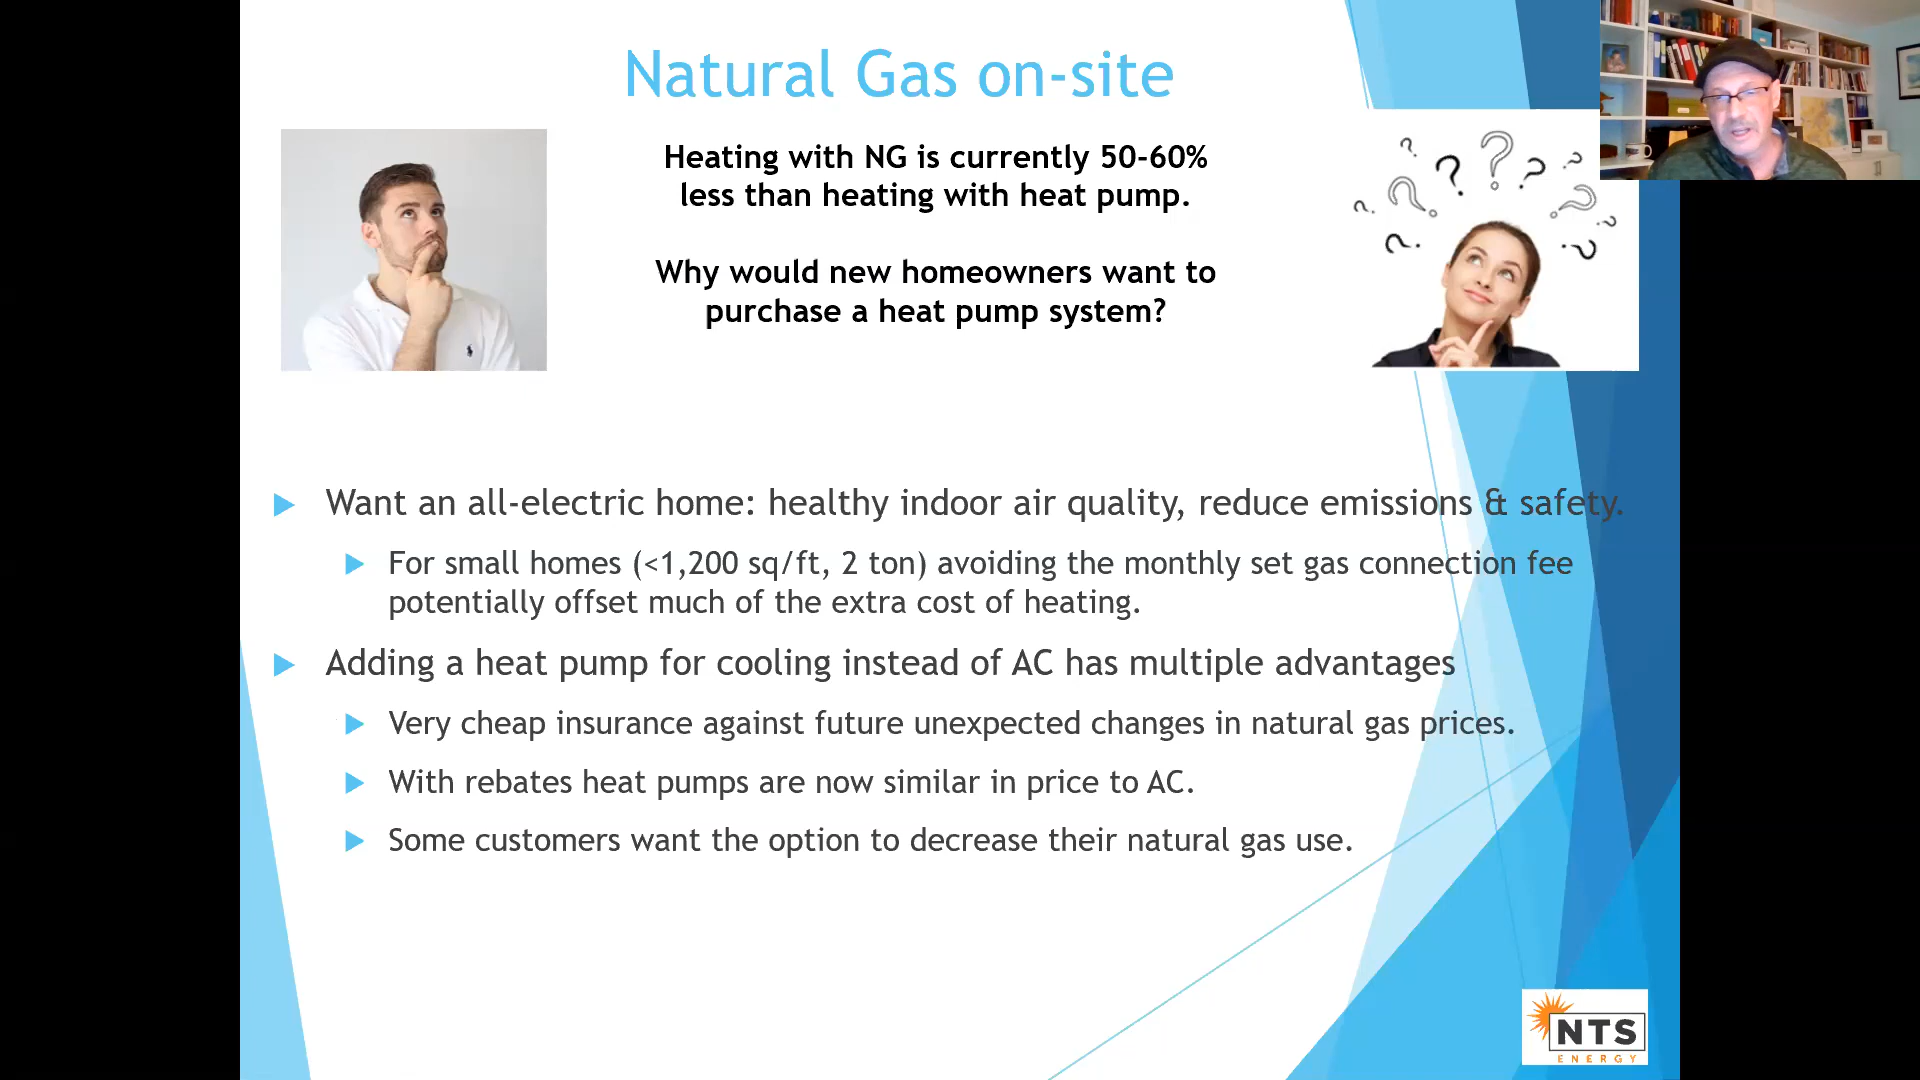 Natural Gas on-site
Heating with NG is currently 50-60%
less than heating with heat pump.
Why would new homeowners want to
purchase a heat pump system?
Want an all-electric home: healthy indoor air quality, reduce emissions & safety.
For small homes (<1,200 sq/ft, 2 ton) avoiding the monthly set gas connection fee
potentially offset much of the extra cost of heating.
Adding a heat pump for cooling instead of AC has multiple advantages
Very cheap insurance against future unexpected changes in natural gas prices.
With rebates heat pumps are now similar in price to AC.
Some customers want the option to decrease their natural gas use.
NTS
ENERGY